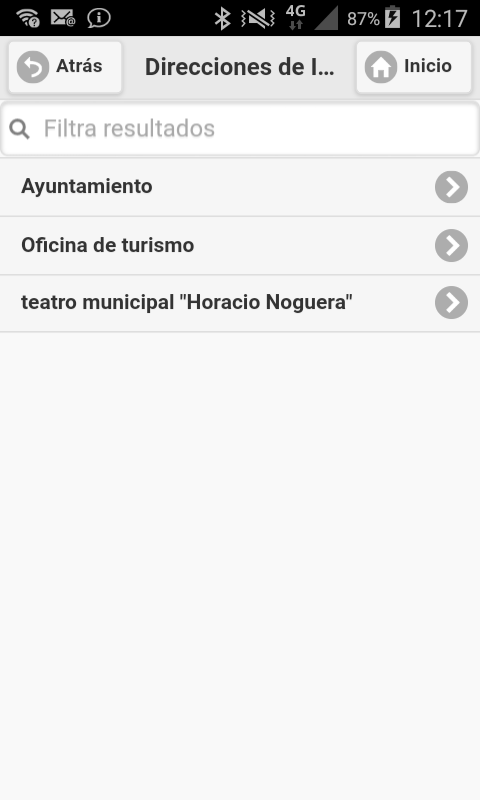 4G 87% 12:17
Atrás Direcciones de I... Inicio
Filtra resultados
Ayuntamiento
Oficina de turismo
teatro municipal "Horacio Noguera"